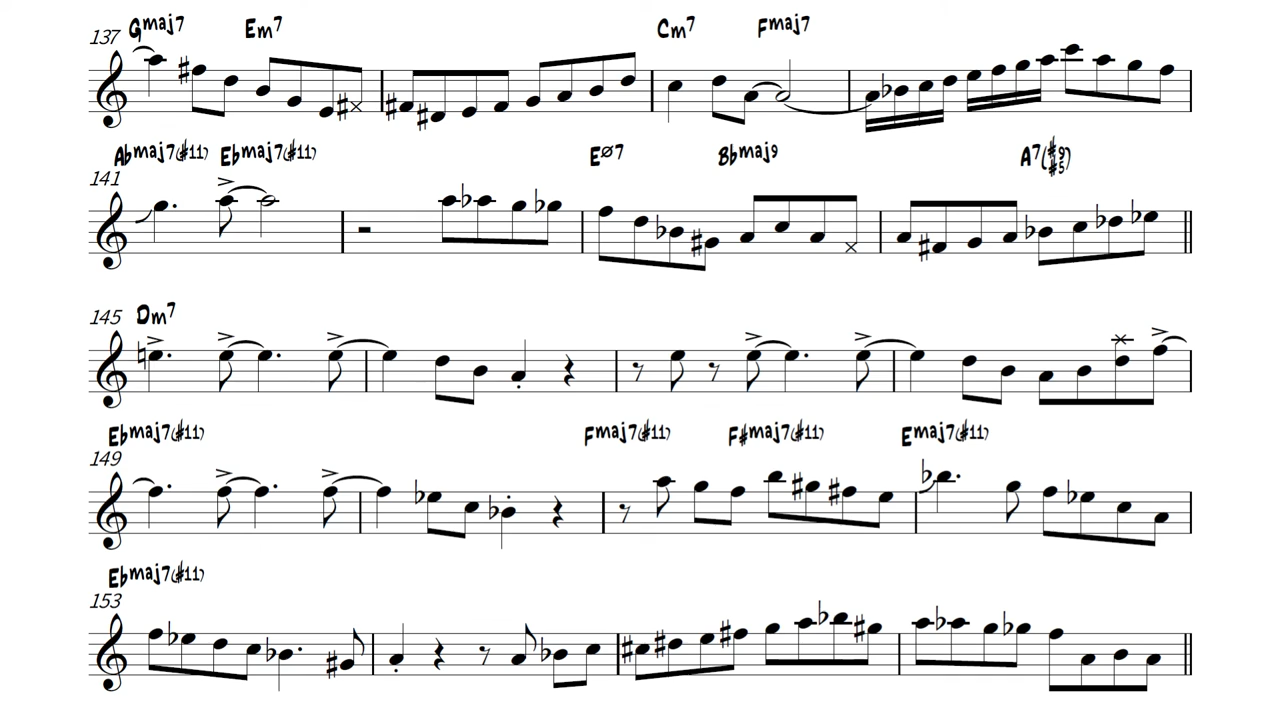 Gmaj7 Em7 Cm7 Fmaj7
137
Abmaj7(#11) Ebmaj7(#11) Eø7 Bbmaj9 A7(#9 #5)
141
Dm7
145
Ebmaj7(#11) Fmaj7(#11) F#maj7(#11) Emaj7(#11)
149
Ebmaj7(#11)
153